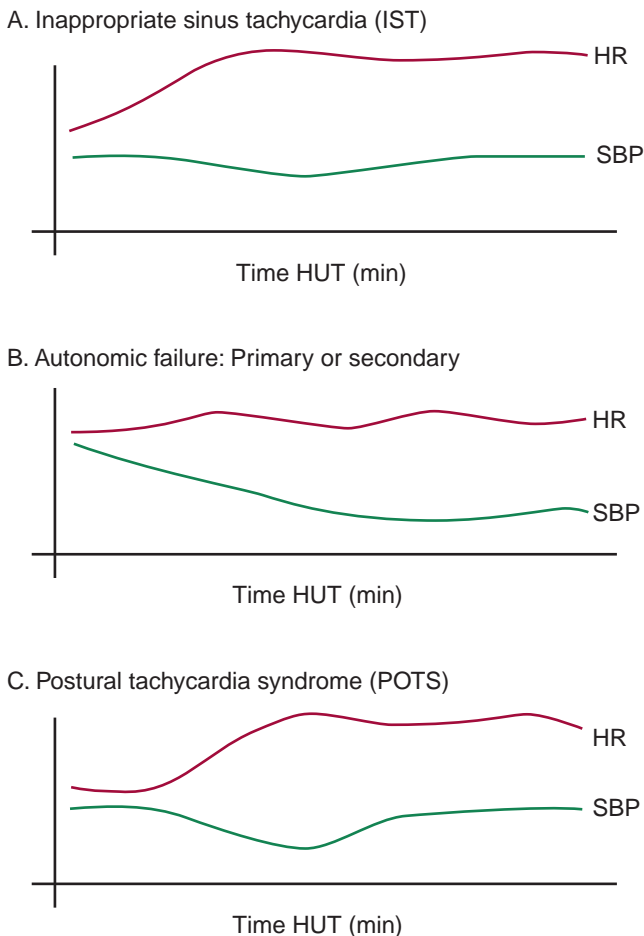 A. Inappropriate sinus tachycardia (IST)
HR
SBP
Time HUT (min)
B. Autonomic failure: Primary or secondary
HR
SBP
Time HUT (min)
C. Postural tachycardia syndrome (POTS)
HR
SBP
Time HUT (min)